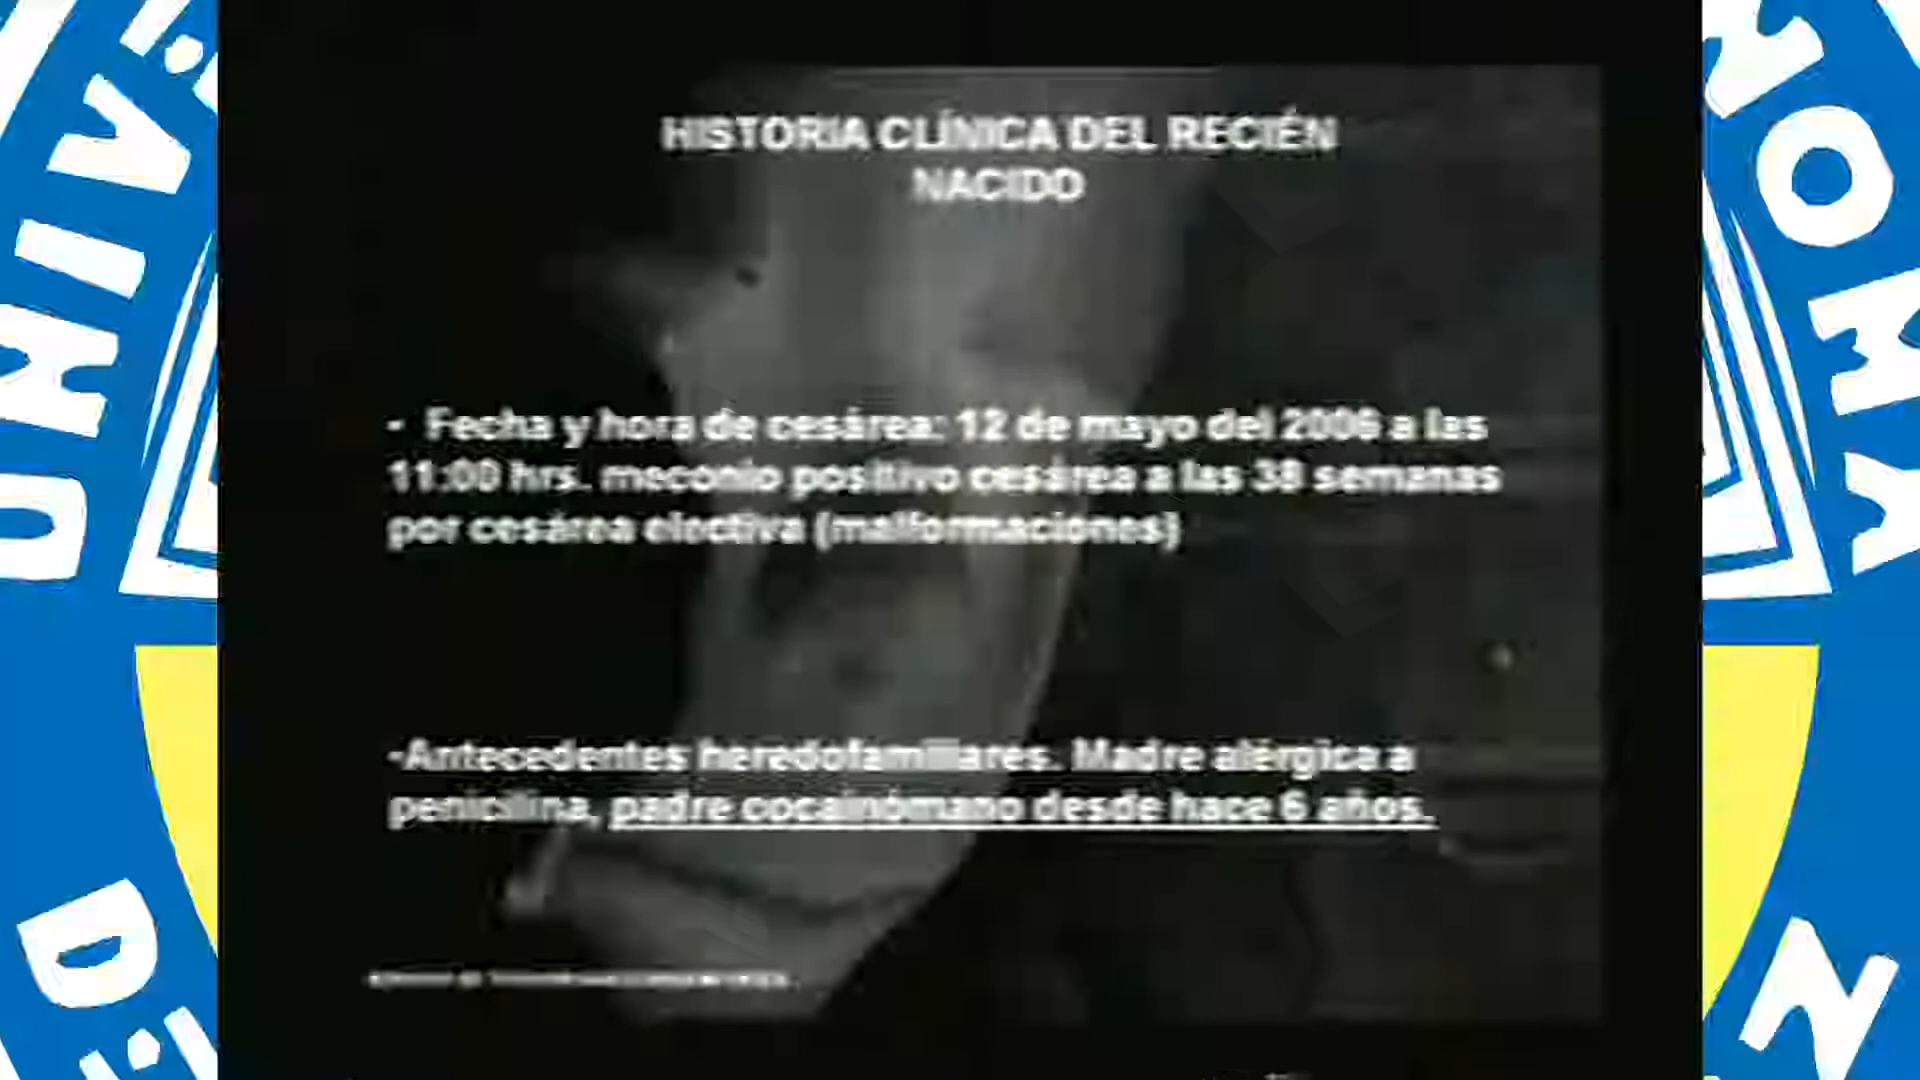 HISTORIA CLÍNICA DEL RECIÉN
NACIDO
- Fecha y hora de cesárea: 12 de mayo del 2006 a las
11:00 hrs. meconio positivo cesárea a las 38 semanas
por cesárea electiva (malformaciones)
-Antecedentes heredofamiliares. Madre alérgica a
penicilina, padre cocainómano desde hace 6 años.